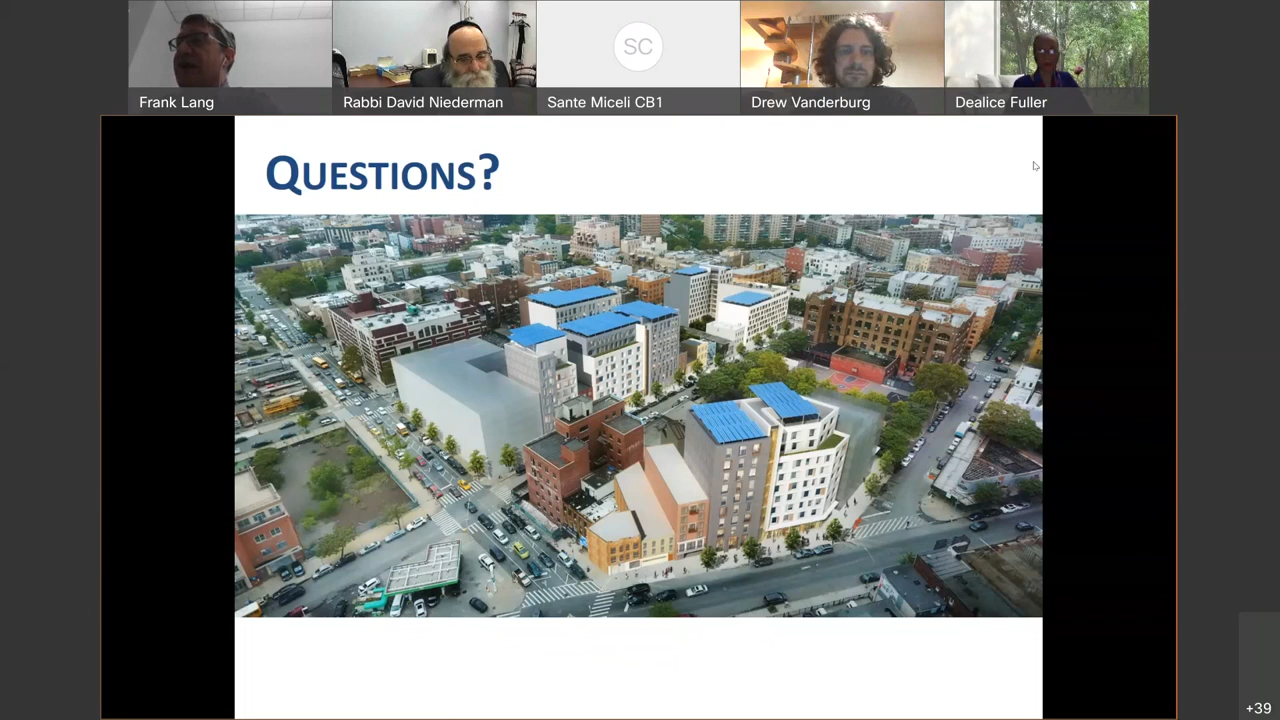 Frank Lang
Rabbi David Niederman
SC
Sante Miceli CB1
Drew Vanderburg
Dealice Fuller
QUESTIONS?
+39